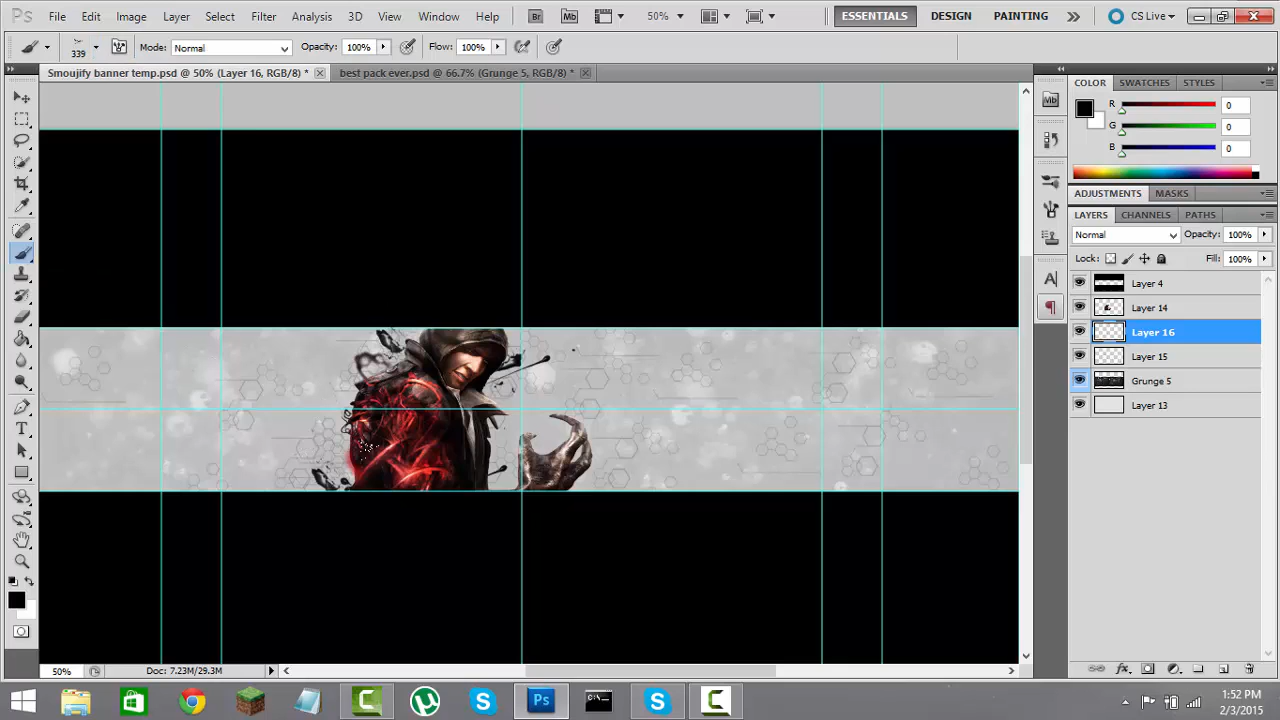 Ps File Edit Image Layer Select Filter Analysis 3D View Window Help Br Mb 50% ESSENTIALS DESIGN PAINTING CS Live
339 Mode: Normal Opacity: 100% Flow: 100%
Smoujify banner temp.psd @ 50% (Layer 16, RGB/8) * best pack ever.psd @ 66.7% (Grunge 5, RGB/8) *
COLOR SWATCHES STYLES
Mb
R 0
G 0
B 0
ADJUSTMENTS MASKS
LAYERS CHANNELS PATHS
Normal Opacity: 100%
Lock: Fill: 100%
Layer 4
Layer 14
Layer 16
Layer 15
Grunge 5
Layer 13
50% Doc: 7.23M/29.3M
1:52 PM
2/3/2015